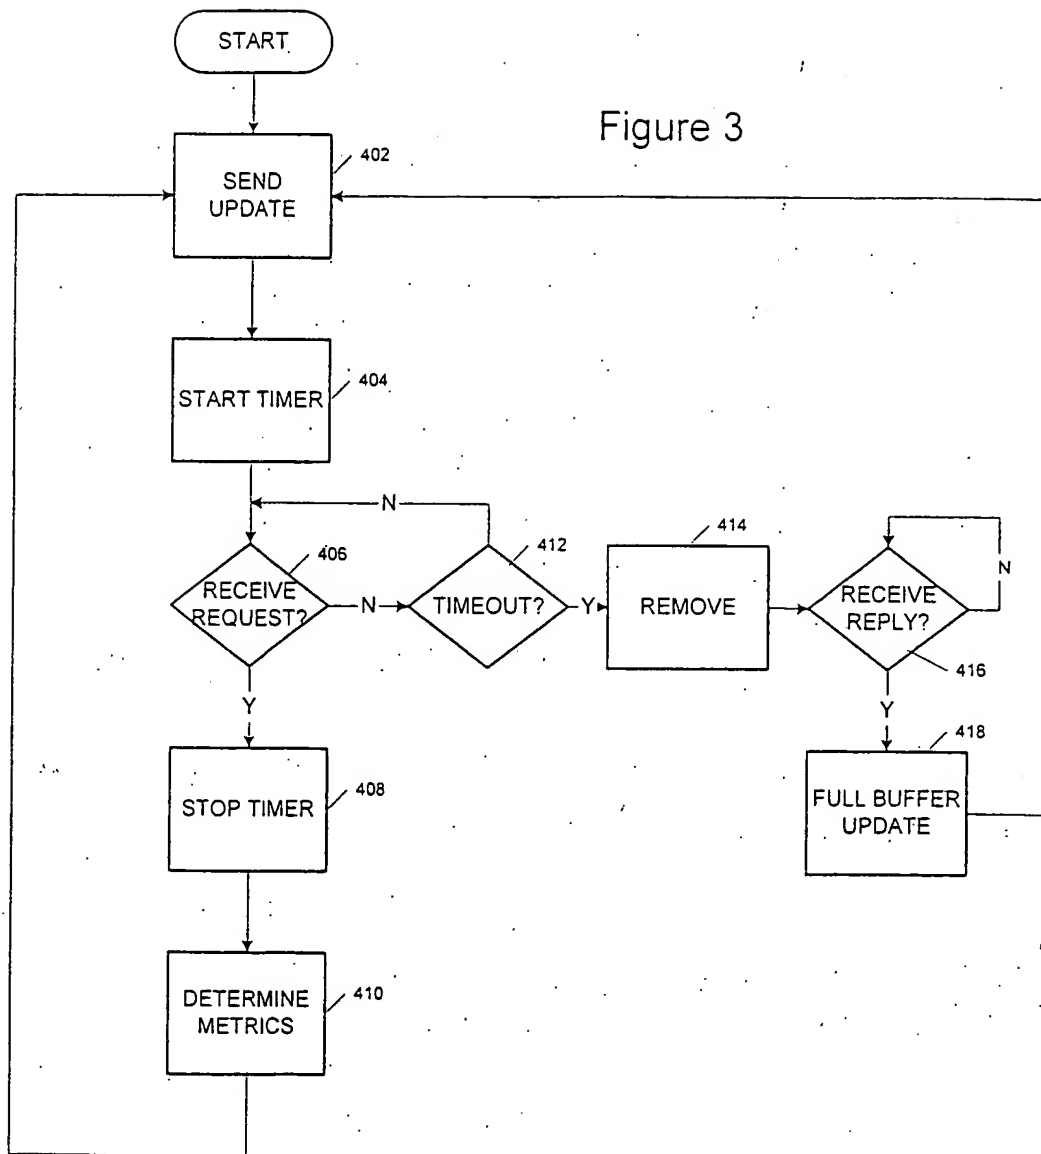 START
Figure 3
402
SEND
UPDATE
404
START TIMER
N
414
406
412
RECEIVE
REQUEST?
N
TIMEOUT?
Y
REMOVE
RECEIVE
REPLY?
N
416
Y
Y
418
408
STOP TIMER
FULL BUFFER
UPDATE
410
DETERMINE
METRICS